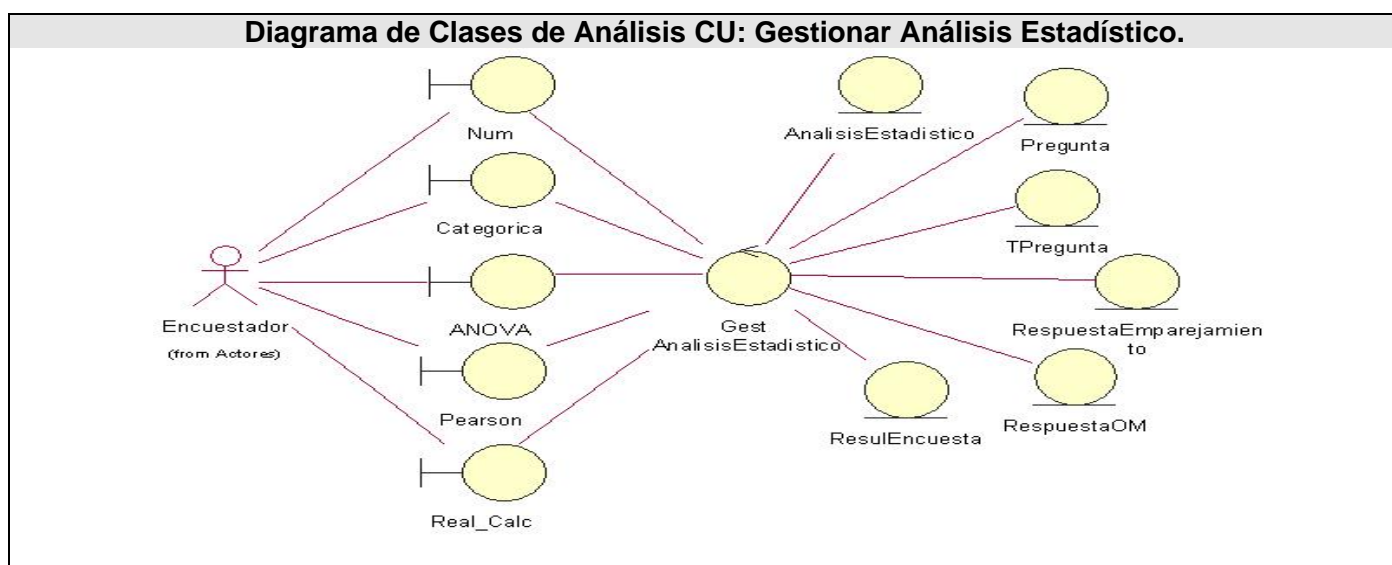 Diagrama de Clases de Análisis CU: Gestionar Análisis Estadístico.
Num
AnalisisEstadistico
Pregunta
Categorica
TPregunta
Encuestador
(from Actores)
ANOVA
Gest
AnalisisEstadistico
RespuestaEmparejamien
to
Pearson
ResulEncuesta
RespuestaOM
Real_Calc